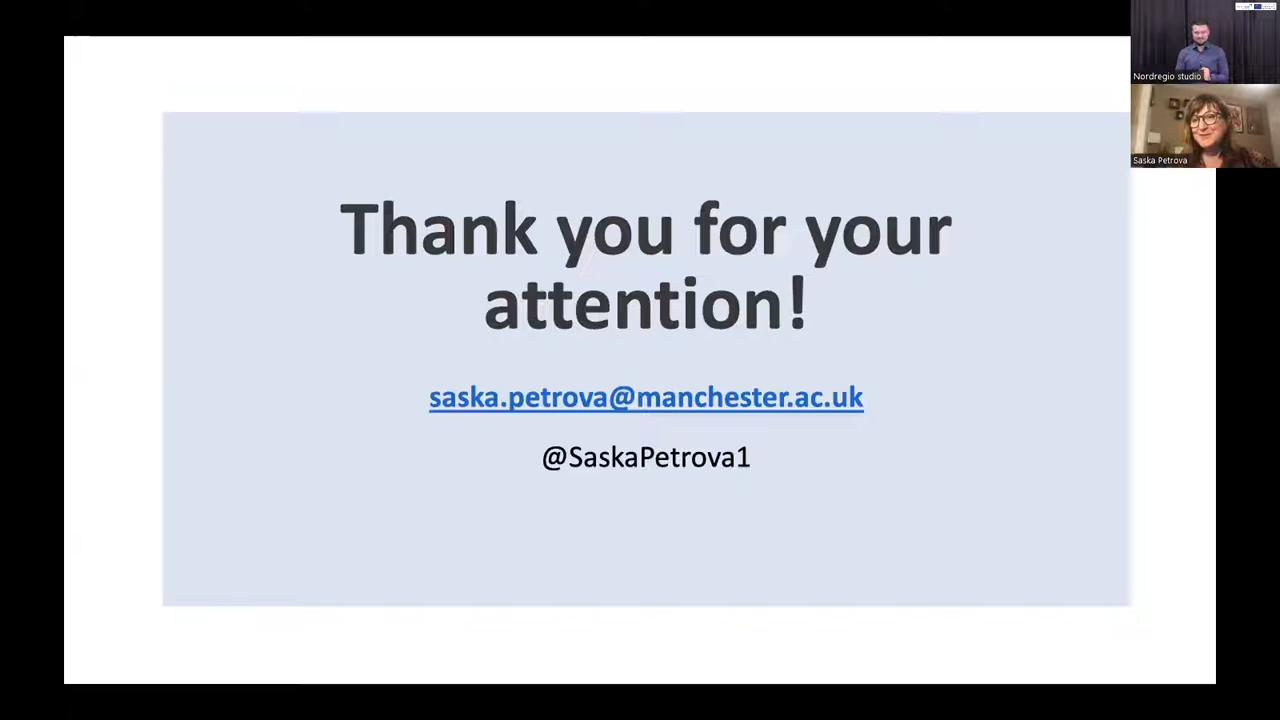 Thank you for your
attention!
saska.petrova@manchester.ac.uk
@SaskaPetrova1
Nordregio studio
Saska Petrova